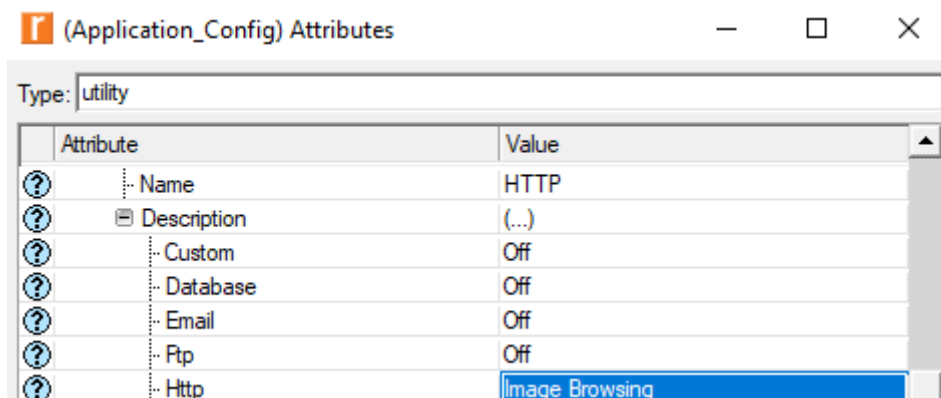 r (Application_Config) Attributes
Type: utility
Attribute Value
? Name HTTP
? Description (...)
? Custom Off
? Database Off
? Email Off
? Ftp Off
? Http Image Browsing